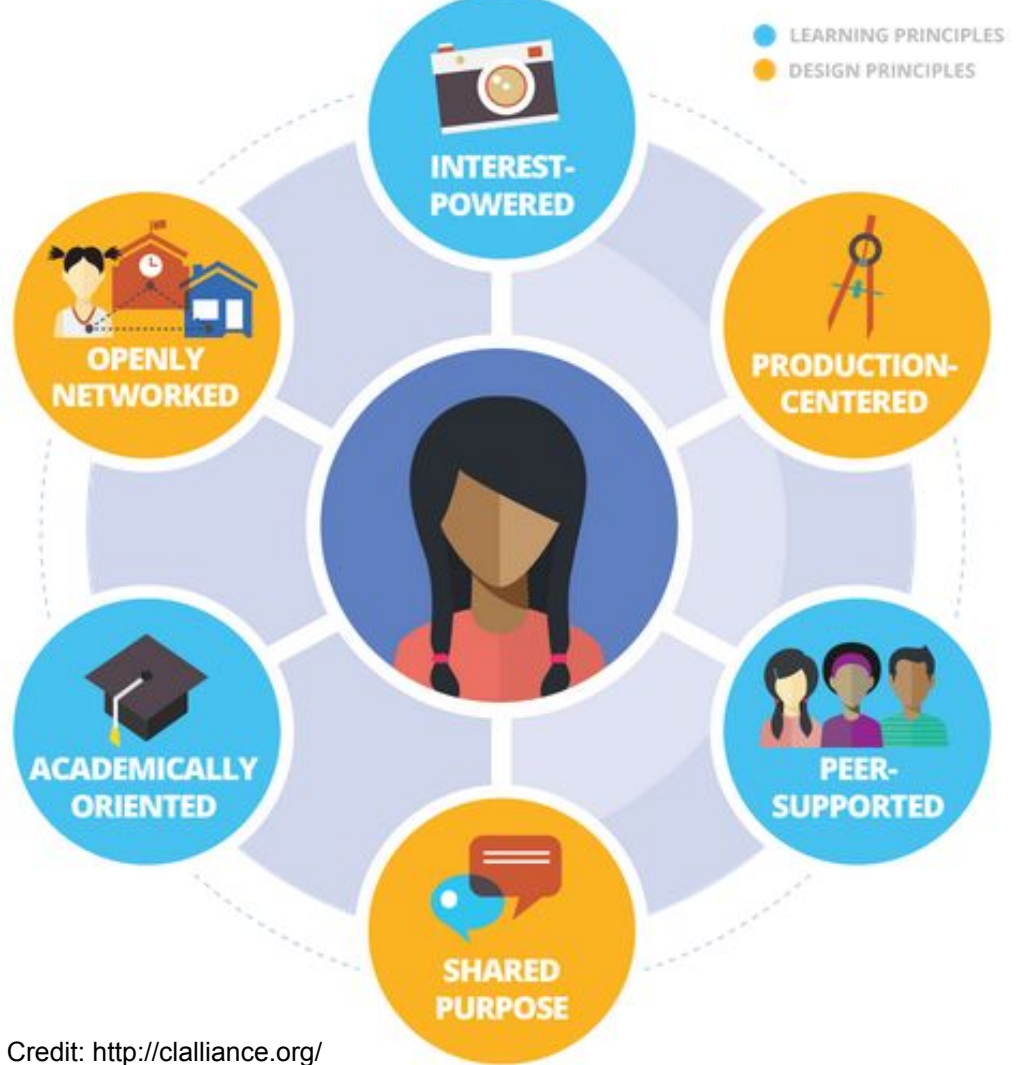 LEARNING PRINCIPLES
DESIGN PRINCIPLES
INTEREST-
POWERED
OPENLY
NETWORKED
PRODUCTION-
CENTERED
ACADEMICALLY
ORIENTED
PEER-
SUPPORTED
SHARED
PURPOSE
Credit: http://clalliance.org/